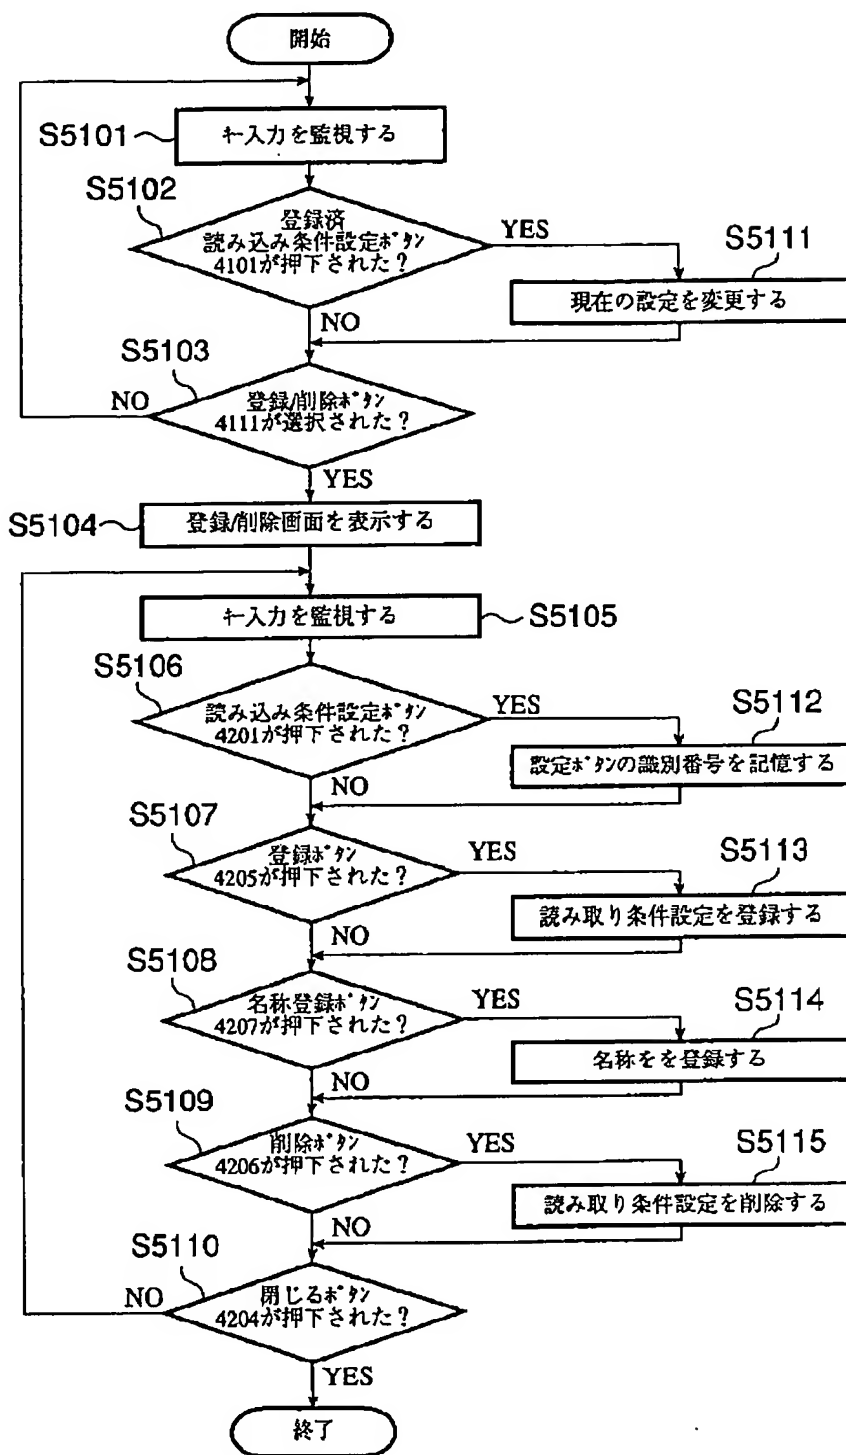 開始
S5101
キー入力を監視する
S5102
登録済
読み込み条件設定ボタン
4101が押下された？
YES
S5111
現在の設定を変更する
NO
S5103
登録/削除ボタン
4111が選択された？
NO
YES
S5104
登録/削除画面を表示する
キー入力を監視する
S5105
S5106
読み込み条件設定ボタン
4201が押下された？
YES
S5112
設定ボタンの識別番号を記憶する
NO
S5107
登録ボタン
4205が押下された？
YES
S5113
読み取り条件設定を登録する
NO
S5108
名称登録ボタン
4207が押下された？
YES
S5114
名称をを登録する
NO
S5109
削除ボタン
4206が押下された？
YES
S5115
読み取り条件設定を削除する
NO
S5110
閉じるボタン
4204が押下された？
NO
YES
終了